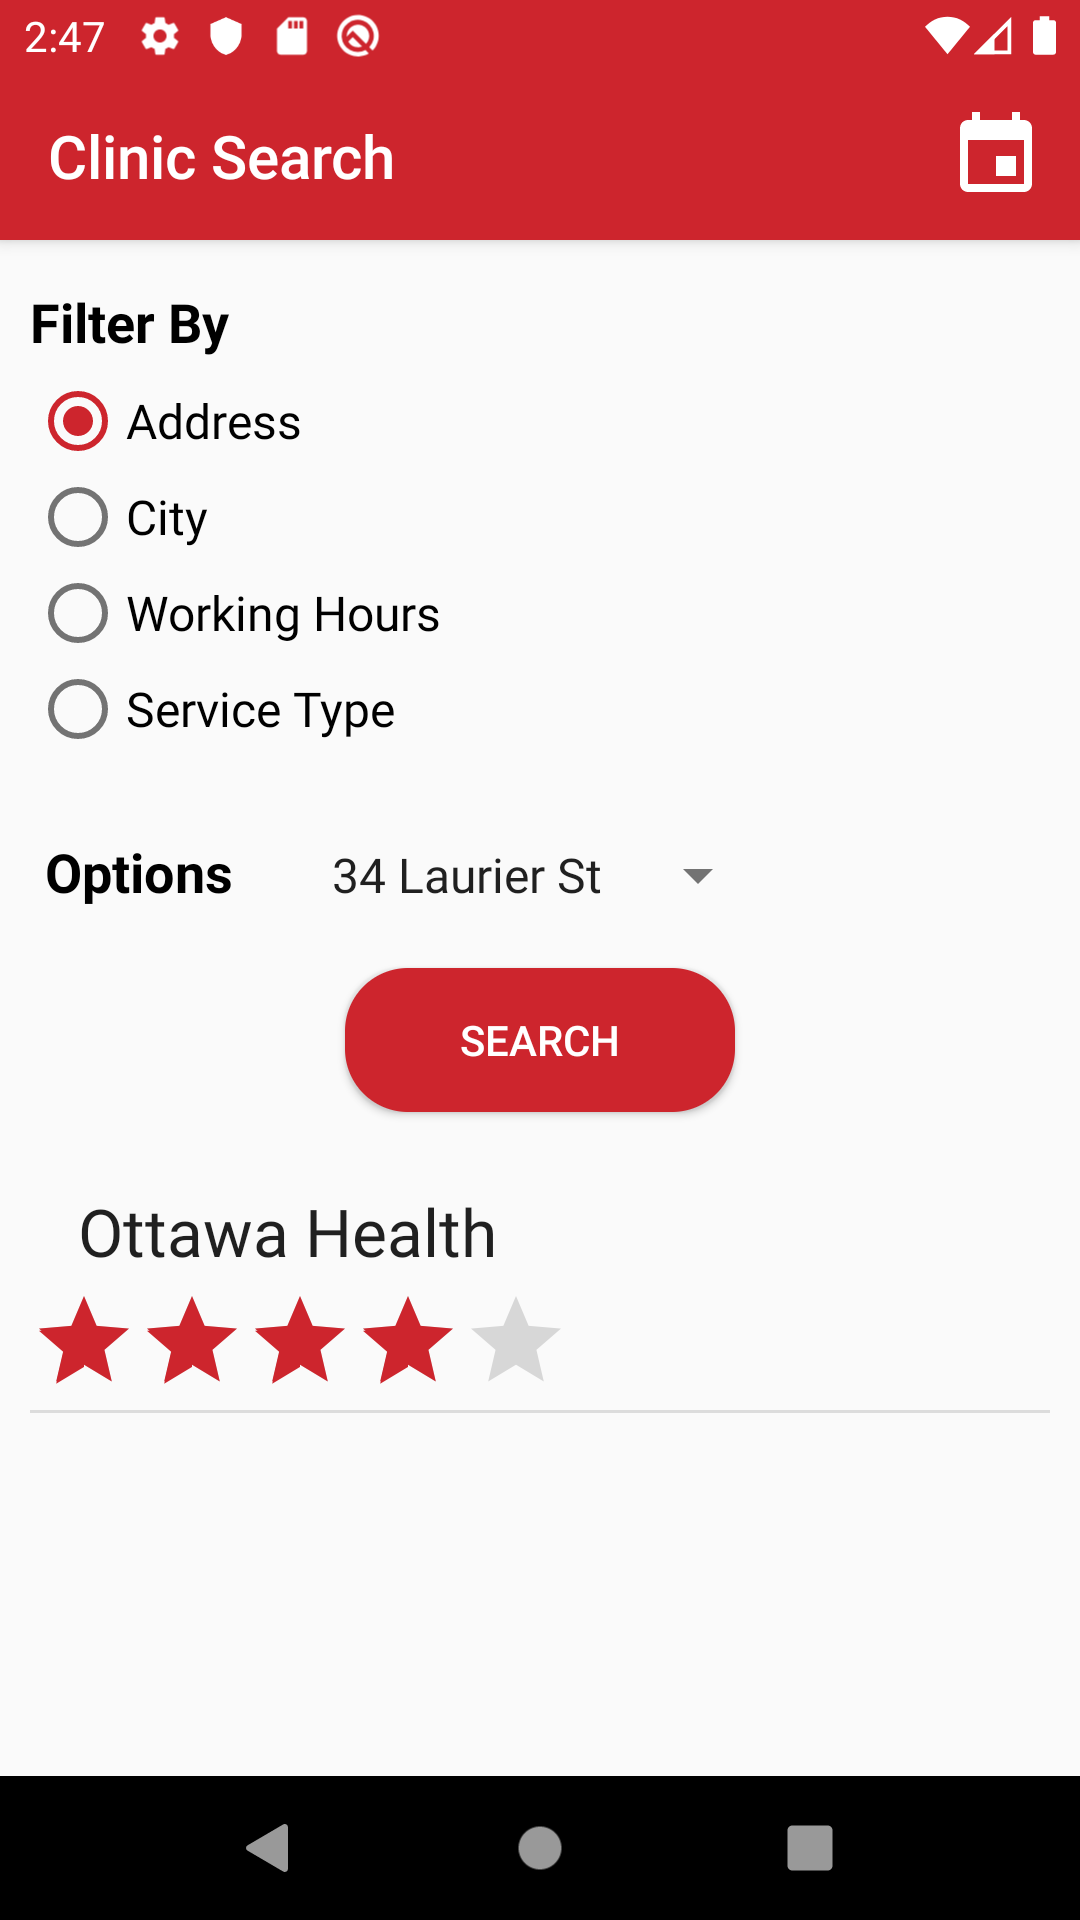 2:47
Clinic Search
Filter By
Address
City
Working Hours
Service Type
Options 34 Laurier St
SEARCH
Ottawa Health